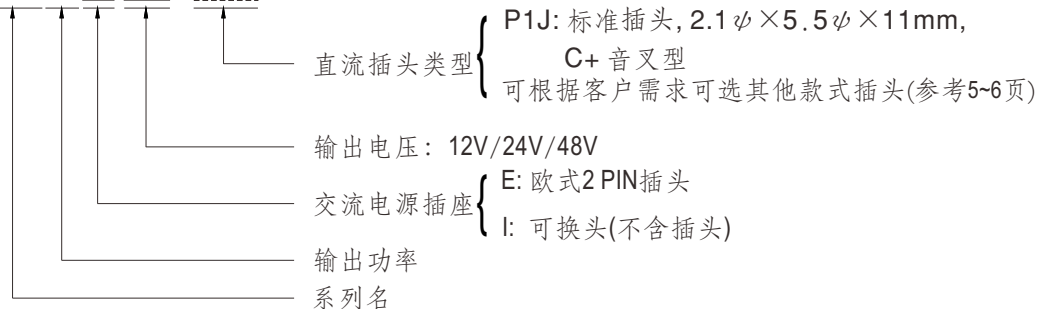 P1J: 标准插头, 2.1ψ×5.5ψ×11mm,
直流插头类型
C+ 音叉型
可根据客户需求可选其他款式插头(参考5~6页)
输出电压: 12V/24V/48V
E: 欧式2 PIN插头
交流电源插座
I: 可换头(不含插头)
输出功率
系列名